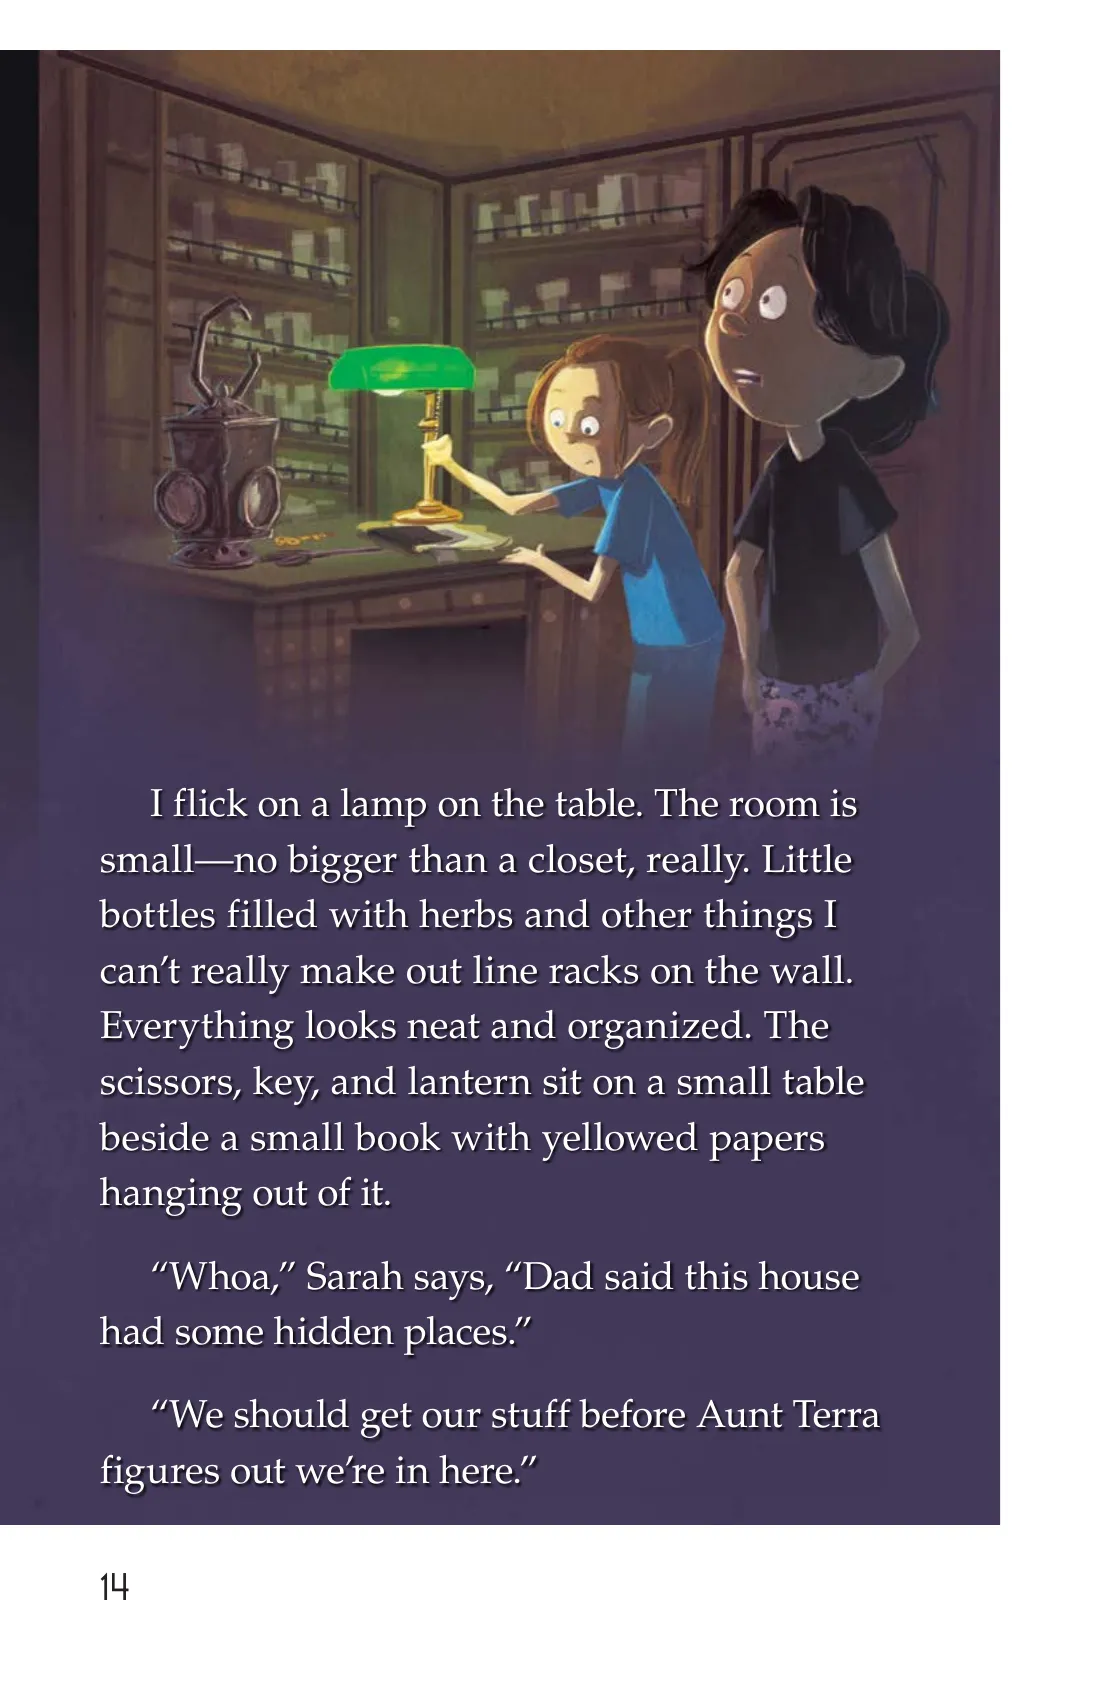 I flick on a lamp on the table. The room is
small—no bigger than a closet, really. Little
bottles filled with herbs and other things I
can’t really make out line racks on the wall.
Everything looks neat and organized. The
scissors, key, and lantern sit on a small table
beside a small book with yellowed papers
hanging out of it.
“Whoa,” Sarah says, “Dad said this house
had some hidden places.”
“We should get our stuff before Aunt Terra
figures out we’re in here.”
14